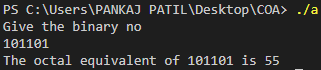 PS C:\Users\PANKAJ PATIL\Desktop\COA> ./a
Give the binary no
101101
The octal equivalent of 101101 is 55